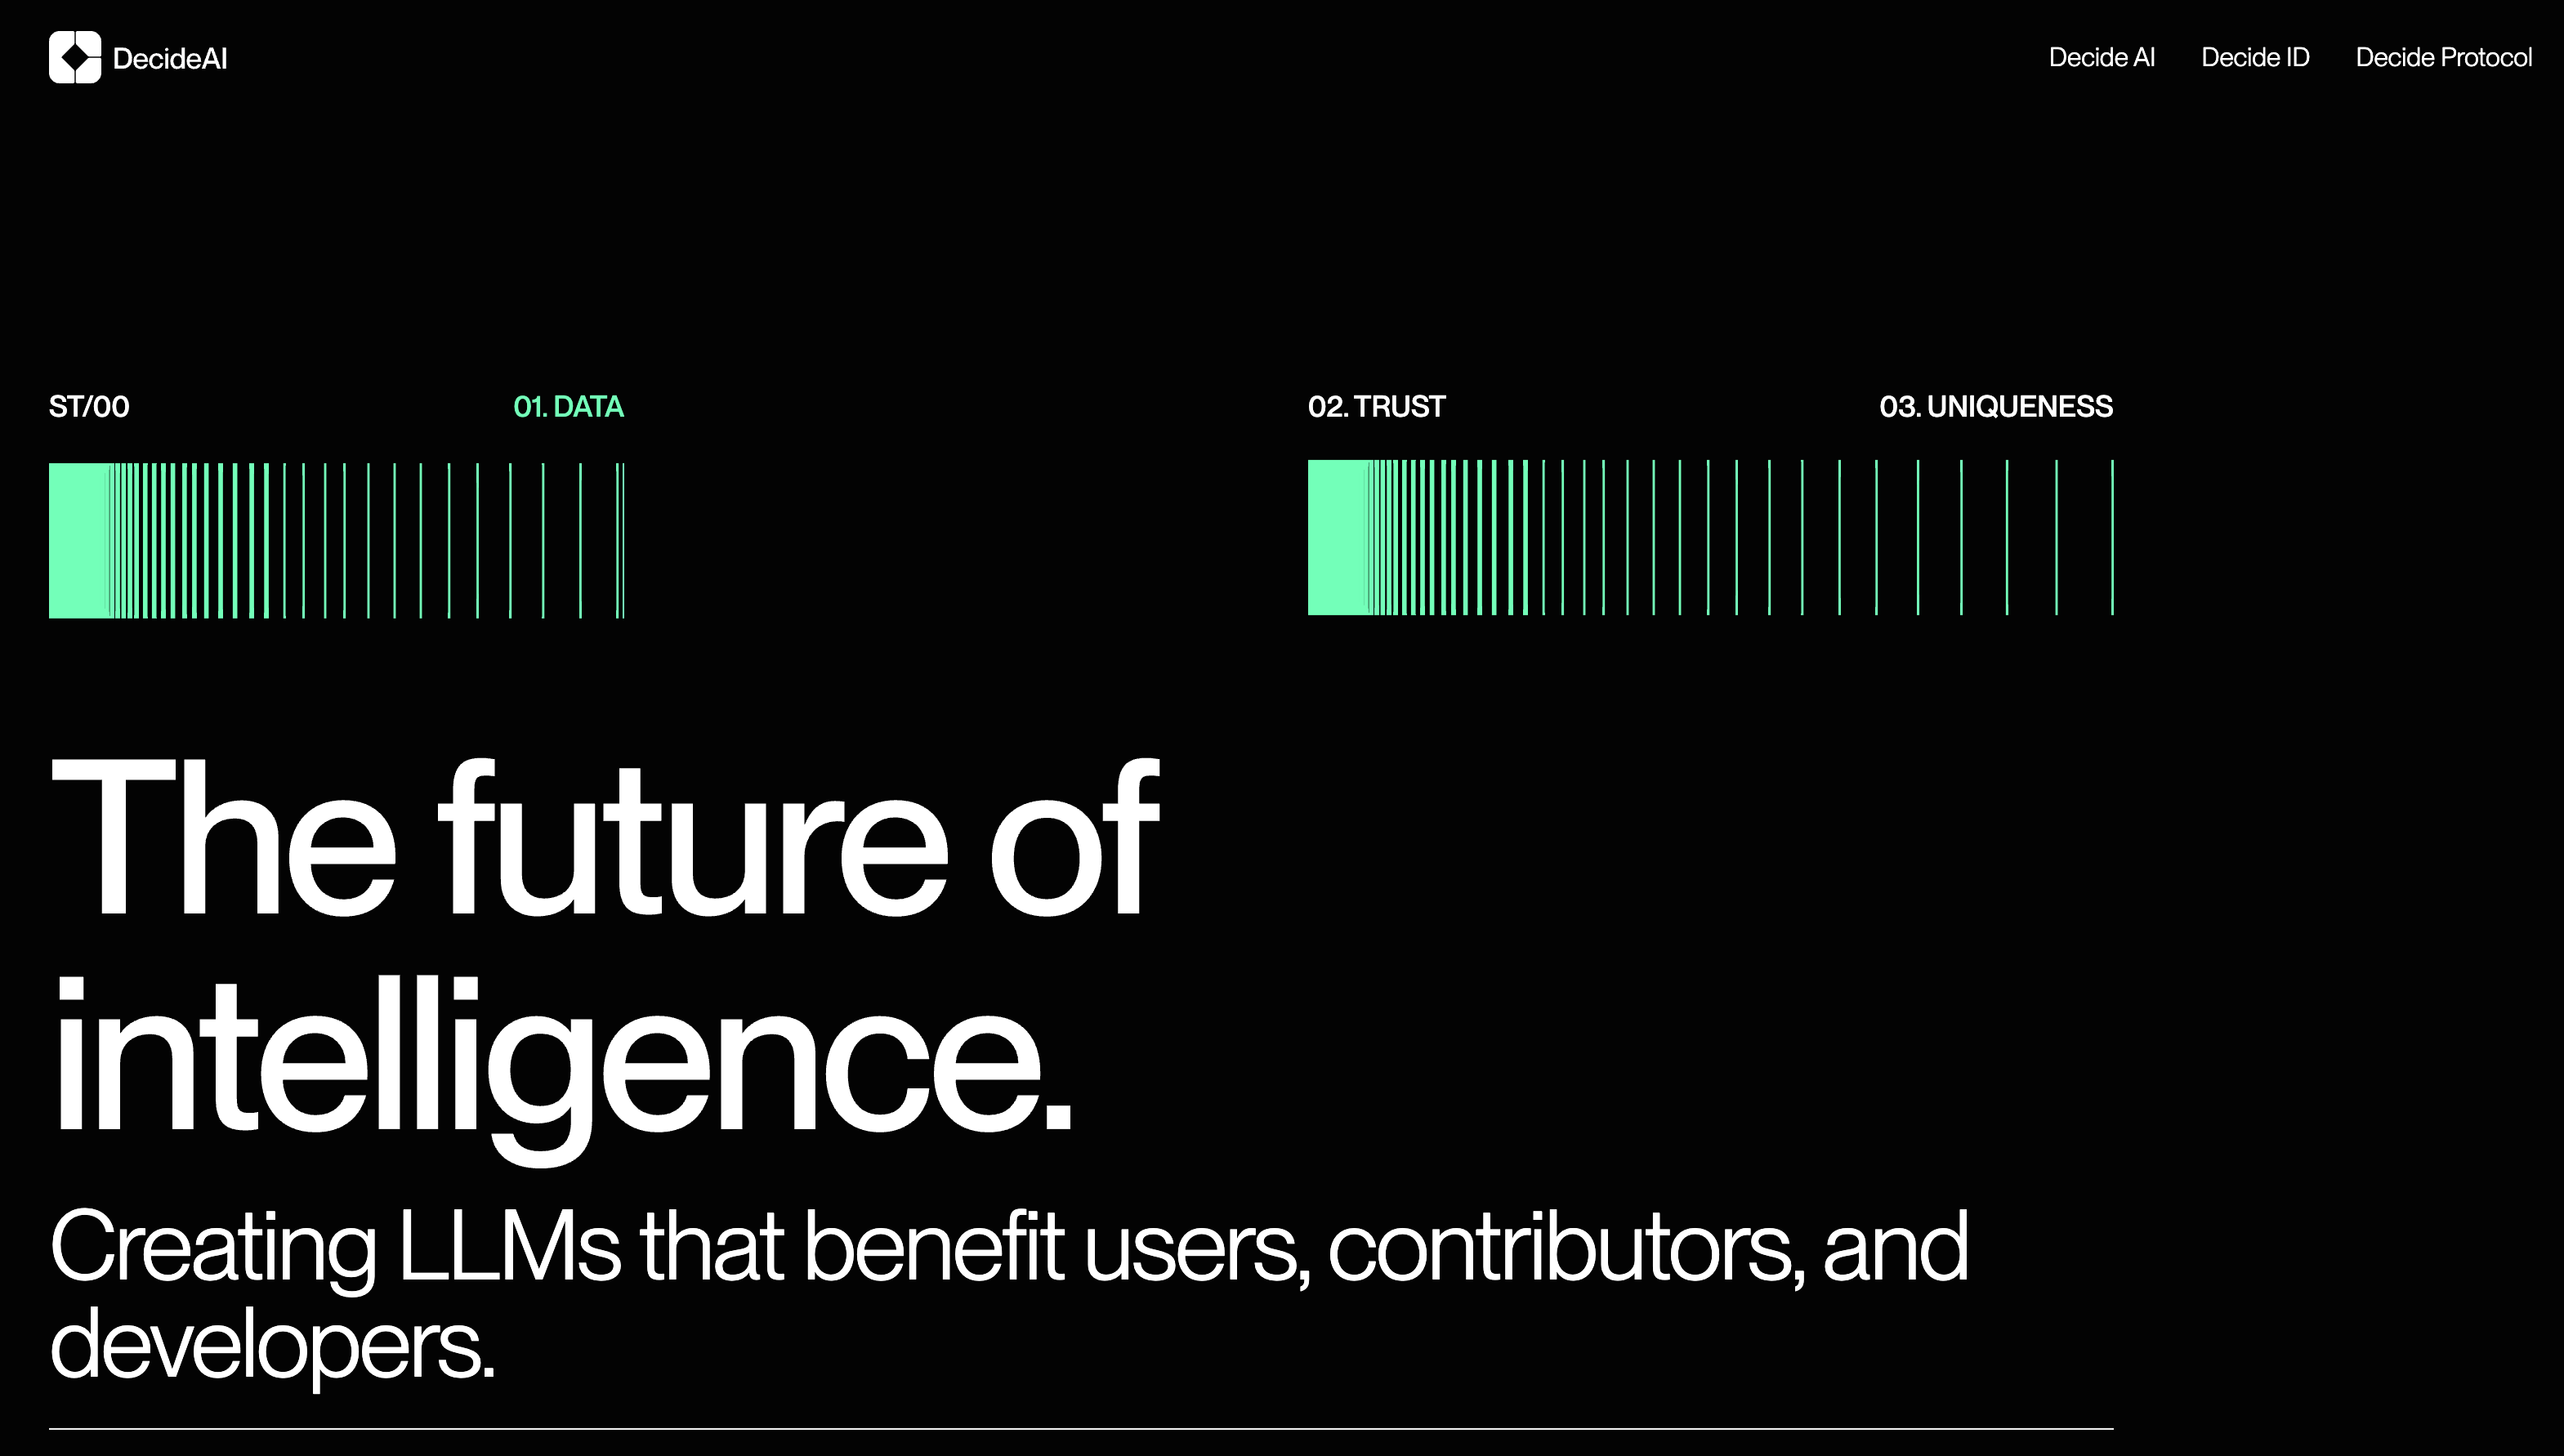 DecideAI
Decide AI Decide ID Decide Protocol
ST/00 01. DATA 02. TRUST 03. UNIQUENESS
The future of
intelligence.
Creating LLMs that benefit users, contributors, and
developers.